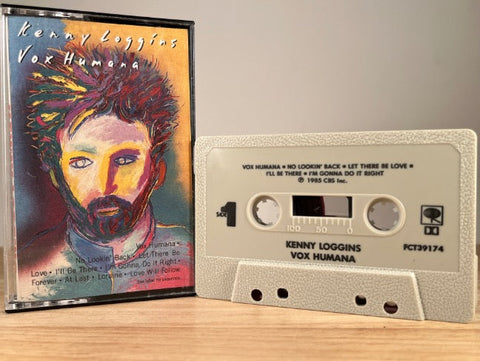 Kenny Loggins
Vox Humana
Vox Humana •
No Lookin' Back • Let There Be
Love • I'll Be There • I'm Gonna Do It Right •
Forever • At Last • Loraine • Love Will Follow
VOX HUMANA • NO LOOKIN' BACK • LET THERE BE LOVE •
I'LL BE THERE • I'M GONNA DO IT RIGHT
℗ 1985 CBS Inc.
SIDE 1
100 50 0
FCT39174
KENNY LOGGINS
VOX HUMANA